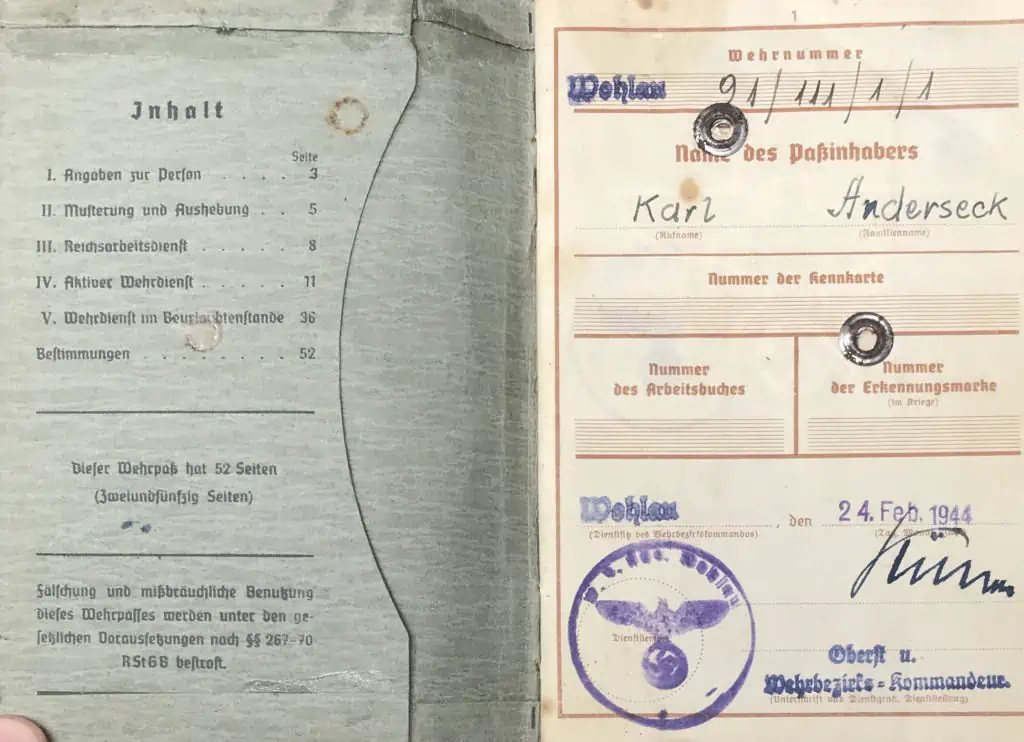 Inhalt
Seite
I. Angaben zur Person . . . . 3
II. Musterung und Aushebung . . 5
III. Reichsarbeitsdienst . . . . . 8
IV. Aktiver Wehrdienst . . . . . 11
V. Wehrdienst im Beurlaubtenstande 36
Bestimmungen . . . . . . . . 52
Dieser Wehrpaß hat 52 Seiten
(Zweiundfünfzig Seiten)
Fälschung und mißbräuchliche Benutzung
dieses Wehrpasses werden unter den ge-
setzlichen Voraussetzungen nach §§ 267-70
RStGB bestraft.
1
Wehrnummer
Wohlau 91/111/1/1
Name des Paßinhabers
Karl Anderseck
(Rufname) (Familienname)
Nummer der Kennkarte
Nummer
des Arbeitsbuches
Nummer
der Erkennungsmarke
(im Kriege)
Wohlau, den 24. Feb. 1944
(Dienstsitz des Wehrbezirkskommandos)
Wohlau
Dienststempel
Oberst u.
Wehrbezirks-Kommandeur.
(Unterschrift und Dienstgrad, Dienststellung)